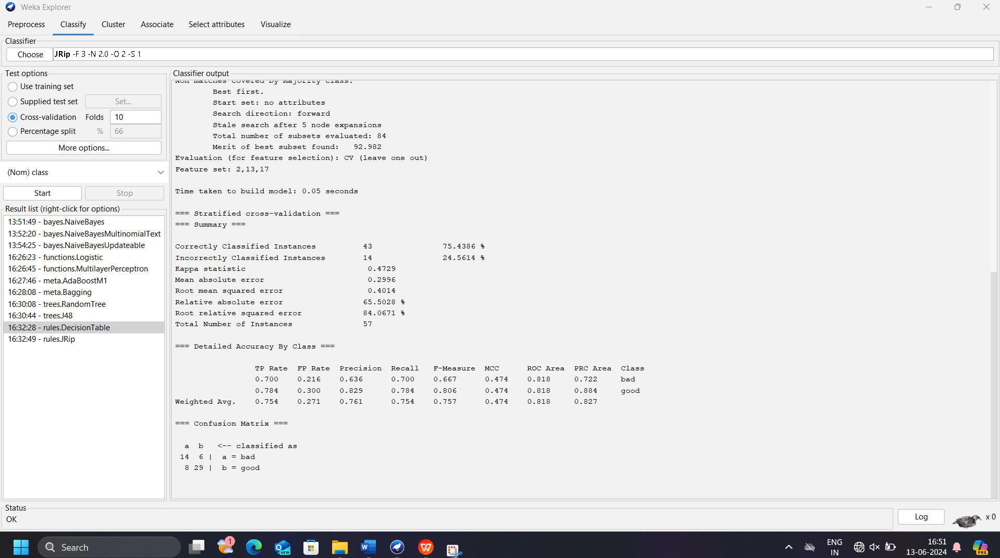 Weka Explorer
Preprocess Classify Cluster Associate Select attributes Visualize
Classifier
Choose JRip -F 3 -N 2.0 -O 2 -S 1
Test options
Use training set
Supplied test set Set...
Cross-validation Folds 10
Percentage split % 66
More options...
(Nom) class
Start Stop
Result list (right-click for options)
13:51:49 - bayes.NaiveBayes
13:52:20 - bayes.NaiveBayesMultinomialText
13:54:25 - bayes.NaiveBayesUpdateable
16:26:23 - functions.Logistic
16:26:45 - functions.MultilayerPerceptron
16:27:46 - meta.AdaBoostM1
16:28:08 - meta.Bagging
16:30:08 - trees.RandomTree
16:30:44 - trees.J48
16:32:28 - rules.DecisionTable
16:32:49 - rules.JRip
Classifier output
Non matches covered by Majority class.
Best first.
Start set: no attributes
Search direction: forward
Stale search after 5 node expansions
Total number of subsets evaluated: 84
Merit of best subset found: 92.982
Evaluation (for feature selection): CV (leave one out)
Feature set: 2,13,17
Time taken to build model: 0.05 seconds
=== Stratified cross-validation ===
=== Summary ===
Correctly Classified Instances 43 75.4386 %
Incorrectly Classified Instances 14 24.5614 %
Kappa statistic 0.4729
Mean absolute error 0.2996
Root mean squared error 0.4014
Relative absolute error 65.5028 %
Root relative squared error 84.0671 %
Total Number of Instances 57
=== Detailed Accuracy By Class ===
TP Rate FP Rate Precision Recall F-Measure MCC ROC Area PRC Area Class
0.700 0.216 0.636 0.700 0.667 0.474 0.818 0.722 bad
0.784 0.300 0.829 0.784 0.806 0.474 0.818 0.884 good
Weighted Avg. 0.754 0.271 0.761 0.754 0.757 0.474 0.818 0.827
=== Confusion Matrix ===
a b <-- classified as
14 6 | a = bad
8 29 | b = good
Status
OK
Log
x 0
Search
1
NEW
W
W
ENG
IN
16:51
13-06-2024
PRE